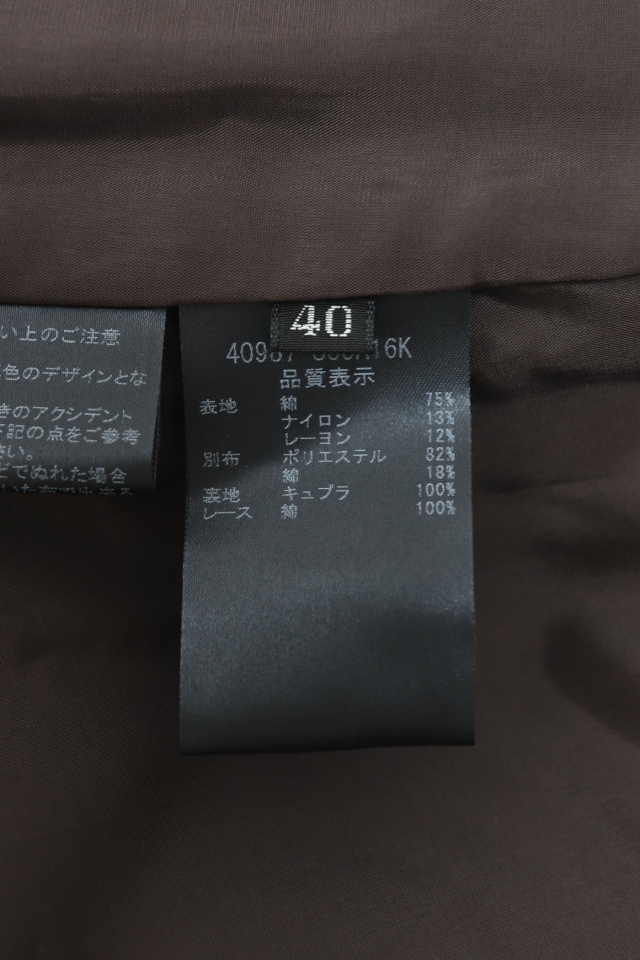 い上のご注意
色のデザインとな
きのアクシデント
下記の点をご参考
さい。
どでぬれた場合
40
16K
品質表示
表地 綿 75%
ナイロン 13%
レーヨン 12%
別布 ポリエステル 82%
綿 18%
裏地 キュプラ 100%
レース 綿 100%